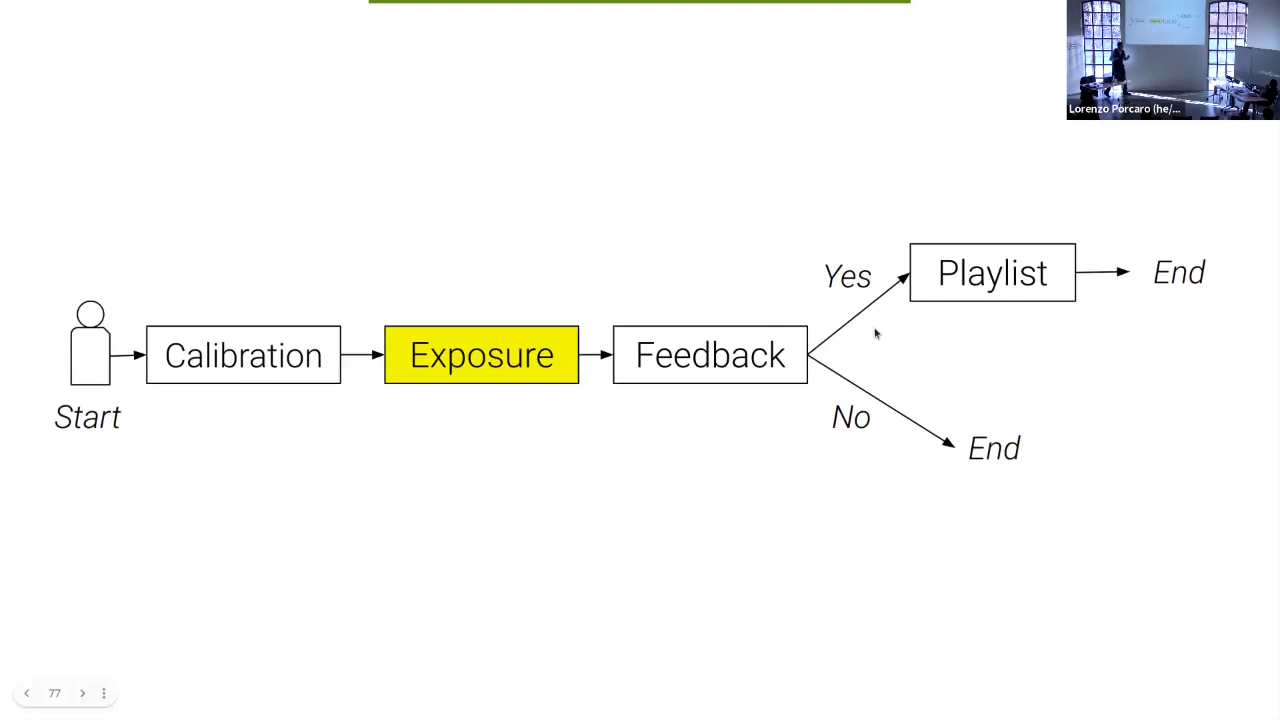 Lorenzo Porcaro (he/...
Yes
Playlist
End
Calibration
Exposure
Feedback
Start
No
End
77